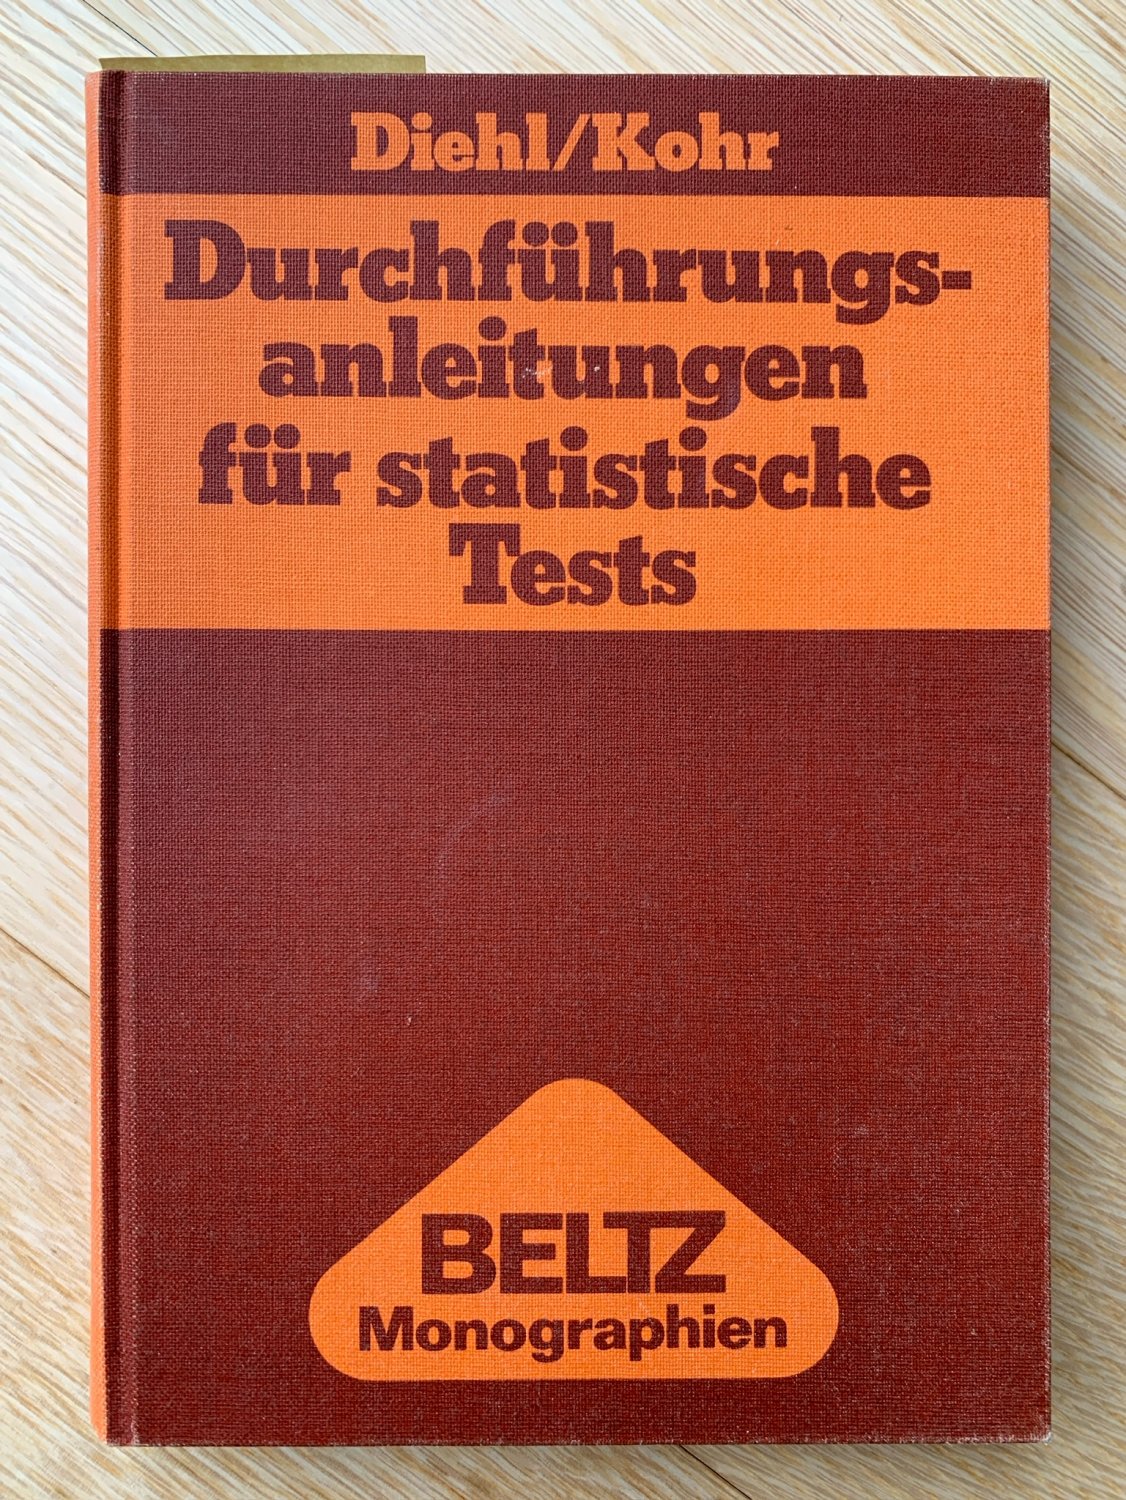 Diehl/Kohr
Durchführungs-
anleitungen
für statistische
Tests
BELTZ
Monographien